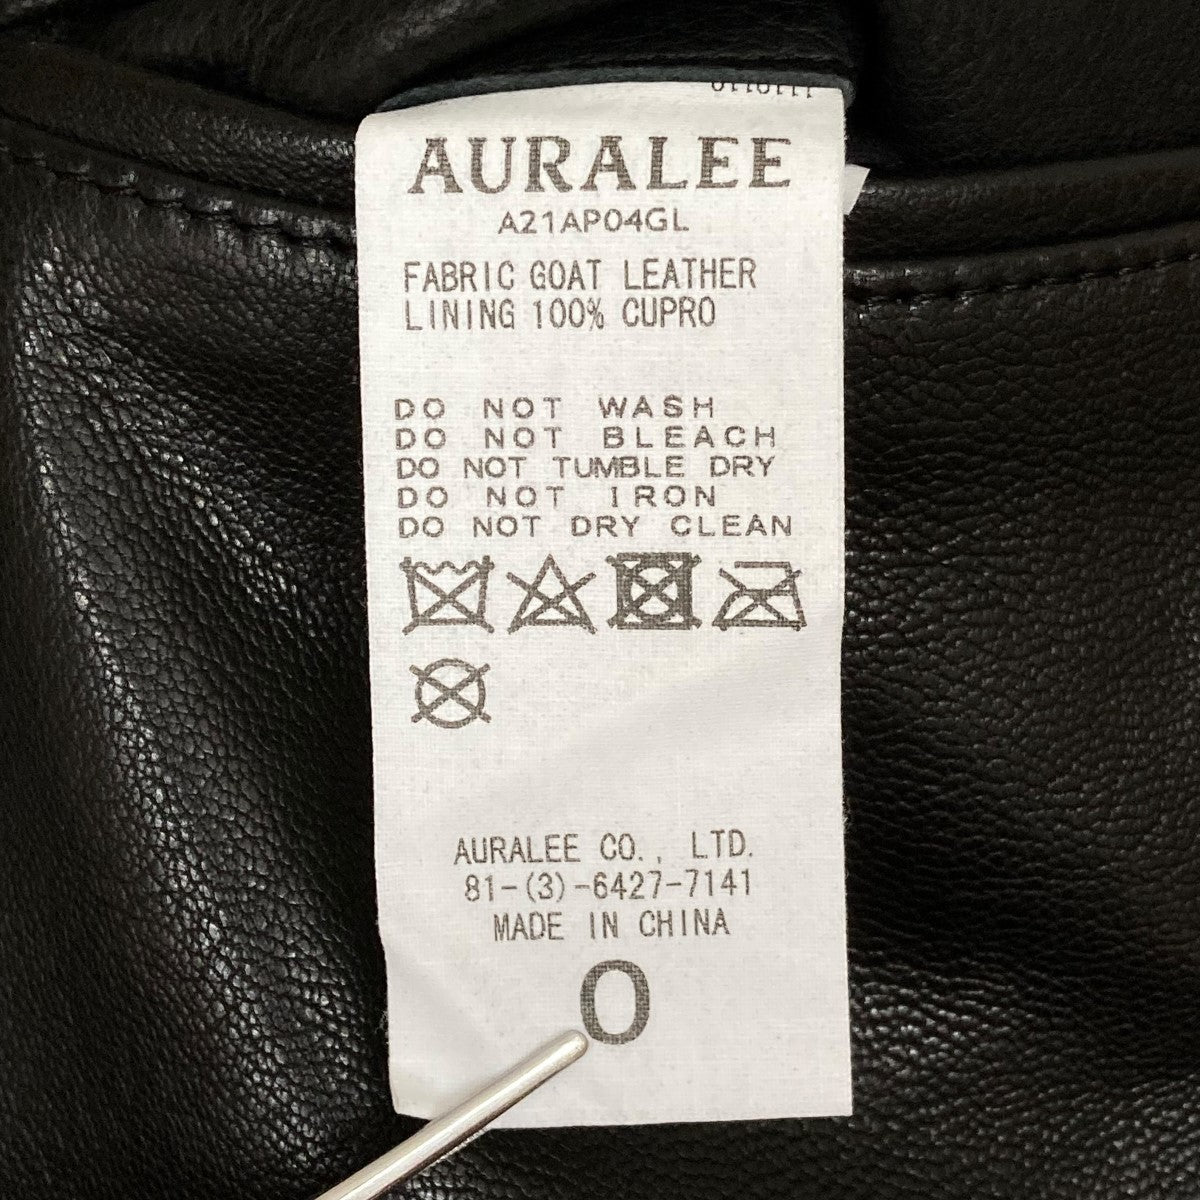 AURALEE
A21AP04GL
FABRIC GOAT LEATHER
LINING 100% CUPRO
DO NOT WASH
DO NOT BLEACH
DO NOT TUMBLE DRY
DO NOT IRON
DO NOT DRY CLEAN
AURALEE CO., LTD.
81-(3)-6427-7141
MADE IN CHINA
0